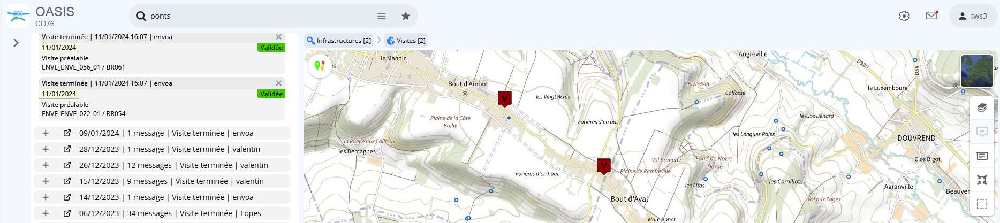 OASIS
CD76
ponts
tws3
Visite terminée | 11/01/2024 16:07 | envoa
11/01/2024
Validée
Visite préalable
ENVE_ENVE_056_01 / BR061
Visite terminée | 11/01/2024 16:07 | envoa
11/01/2024
Validée
Visite préalable
ENVE_ENVE_022_01 / BR054
09/01/2024 | 1 message | Visite terminée | envoa
28/12/2023 | 1 message | Visite terminée | valentin
26/12/2023 | 12 messages | Visite terminée | valentin
15/12/2023 | 9 messages | Visite terminée | valentin
14/12/2023 | 1 message | Visite terminée | envoa
06/12/2023 | 34 messages | Visite terminée | Lopes
Infrastructures [2]
Visites [2]
le Manoir
Angreville
D920
D58
Bout d'Amont
Pierreval
Calfosse
le Luxembourg
V
les Vingt Acres
Plaine de la Côte
Bailly
Forières d'en bas
le Clos Bénard
les Longues Raies
DOUVREND
la Ruelle aux Cailloux
les Demagnes
Val Brunette
Fond de Notre-
Dame
Clos Bigot
V
Forières d'en haut
Plaine de Ramfreville
les Altas
les Cornillots
Agranville
Beauver
Bout d'Aval
Val aux Pages
Mare Bobet